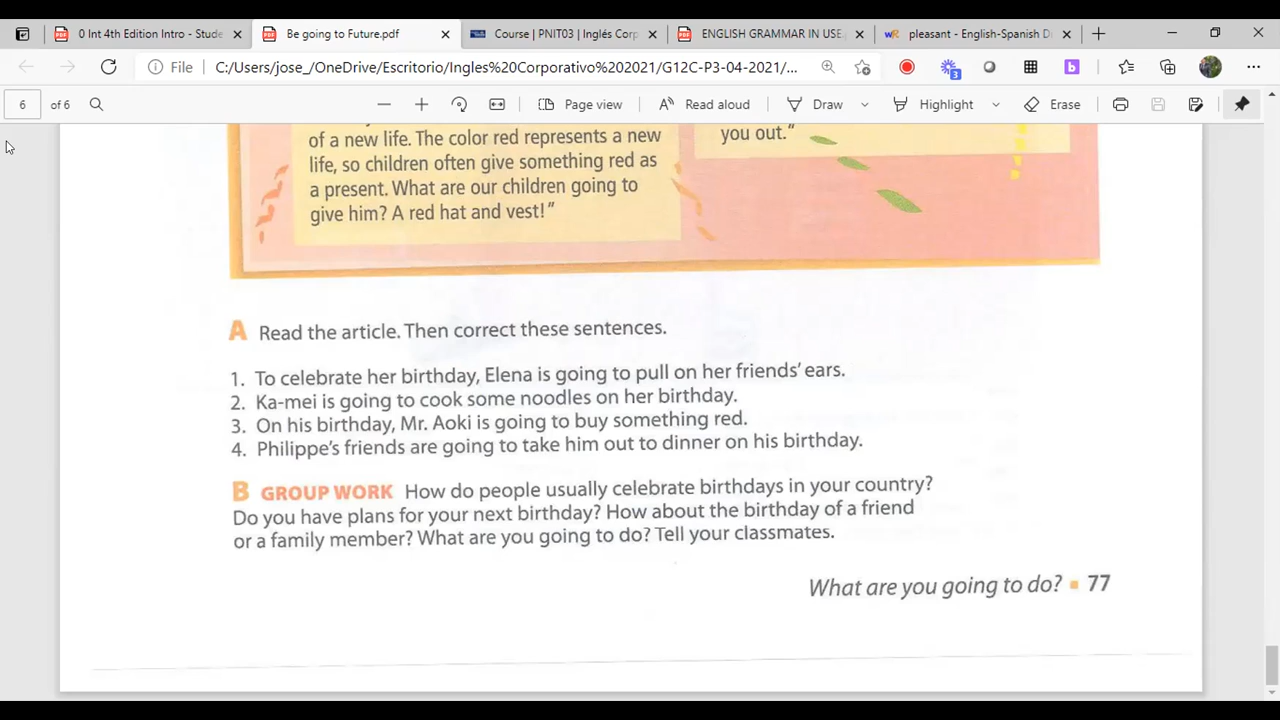 0 Int 4th Edition Intro - Stude
Be going to Future.pdf
Course | PNIT03 | Inglés Corp
ENGLISH GRAMMAR IN USE
pleasant - English-Spanish D
File
C:/Users/jose_/OneDrive/Escritorio/Ingles%20Corporativo%202021/G12C-P3-04-2021/...
3
6 of 6
Page view
Read aloud
Draw
Highlight
Erase
of a new life. The color red represents a new
life, so children often give something red as
a present. What are our children going to
give him? A red hat and vest!"
you out."
A Read the article. Then correct these sentences.
1. To celebrate her birthday, Elena is going to pull on her friends' ears.
2. Ka-mei is going to cook some noodles on her birthday.
3. On his birthday, Mr. Aoki is going to buy something red.
4. Philippe's friends are going to take him out to dinner on his birthday.
B GROUP WORK How do people usually celebrate birthdays in your country?
Do you have plans for your next birthday? How about the birthday of a friend
or a family member? What are you going to do? Tell your classmates.
What are you going to do? ▪ 77